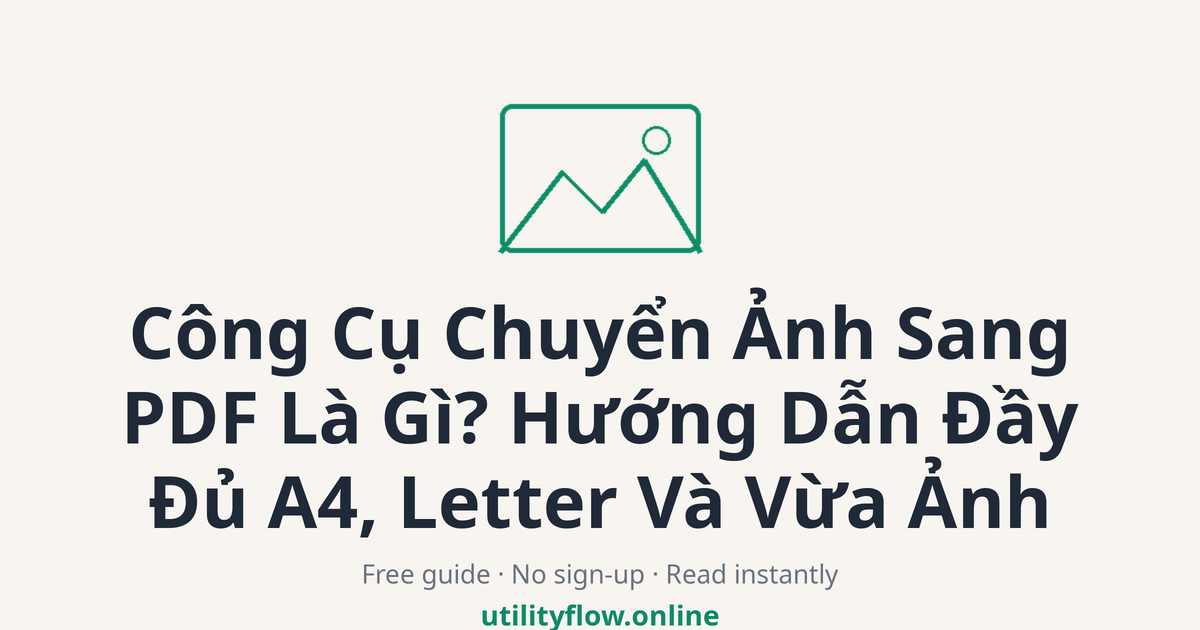 Công Cụ Chuyển Ảnh Sang
PDF Là Gì? Hướng Dẫn Đầy
Đủ A4, Letter Và Vừa Ảnh
Free guide · No sign-up · Read instantly
utilityflow.online